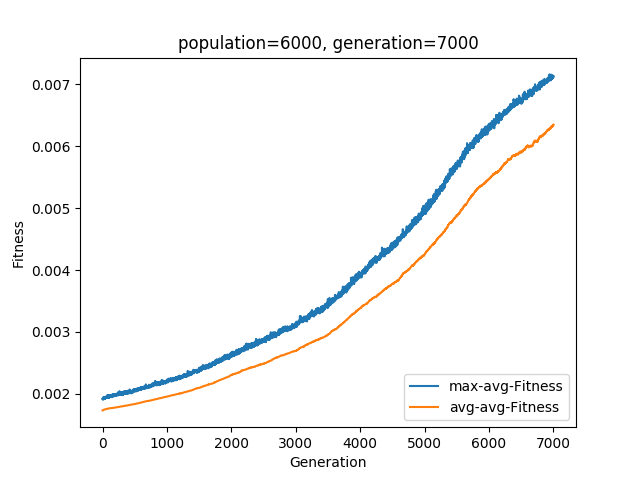 population=6000, generation=7000
0.007
0.006
0.005
0.004
0.003
0.002
Fitness
max-avg-Fitness
avg-avg-Fitness
0 1000 2000 3000 4000 5000 6000 7000
Generation